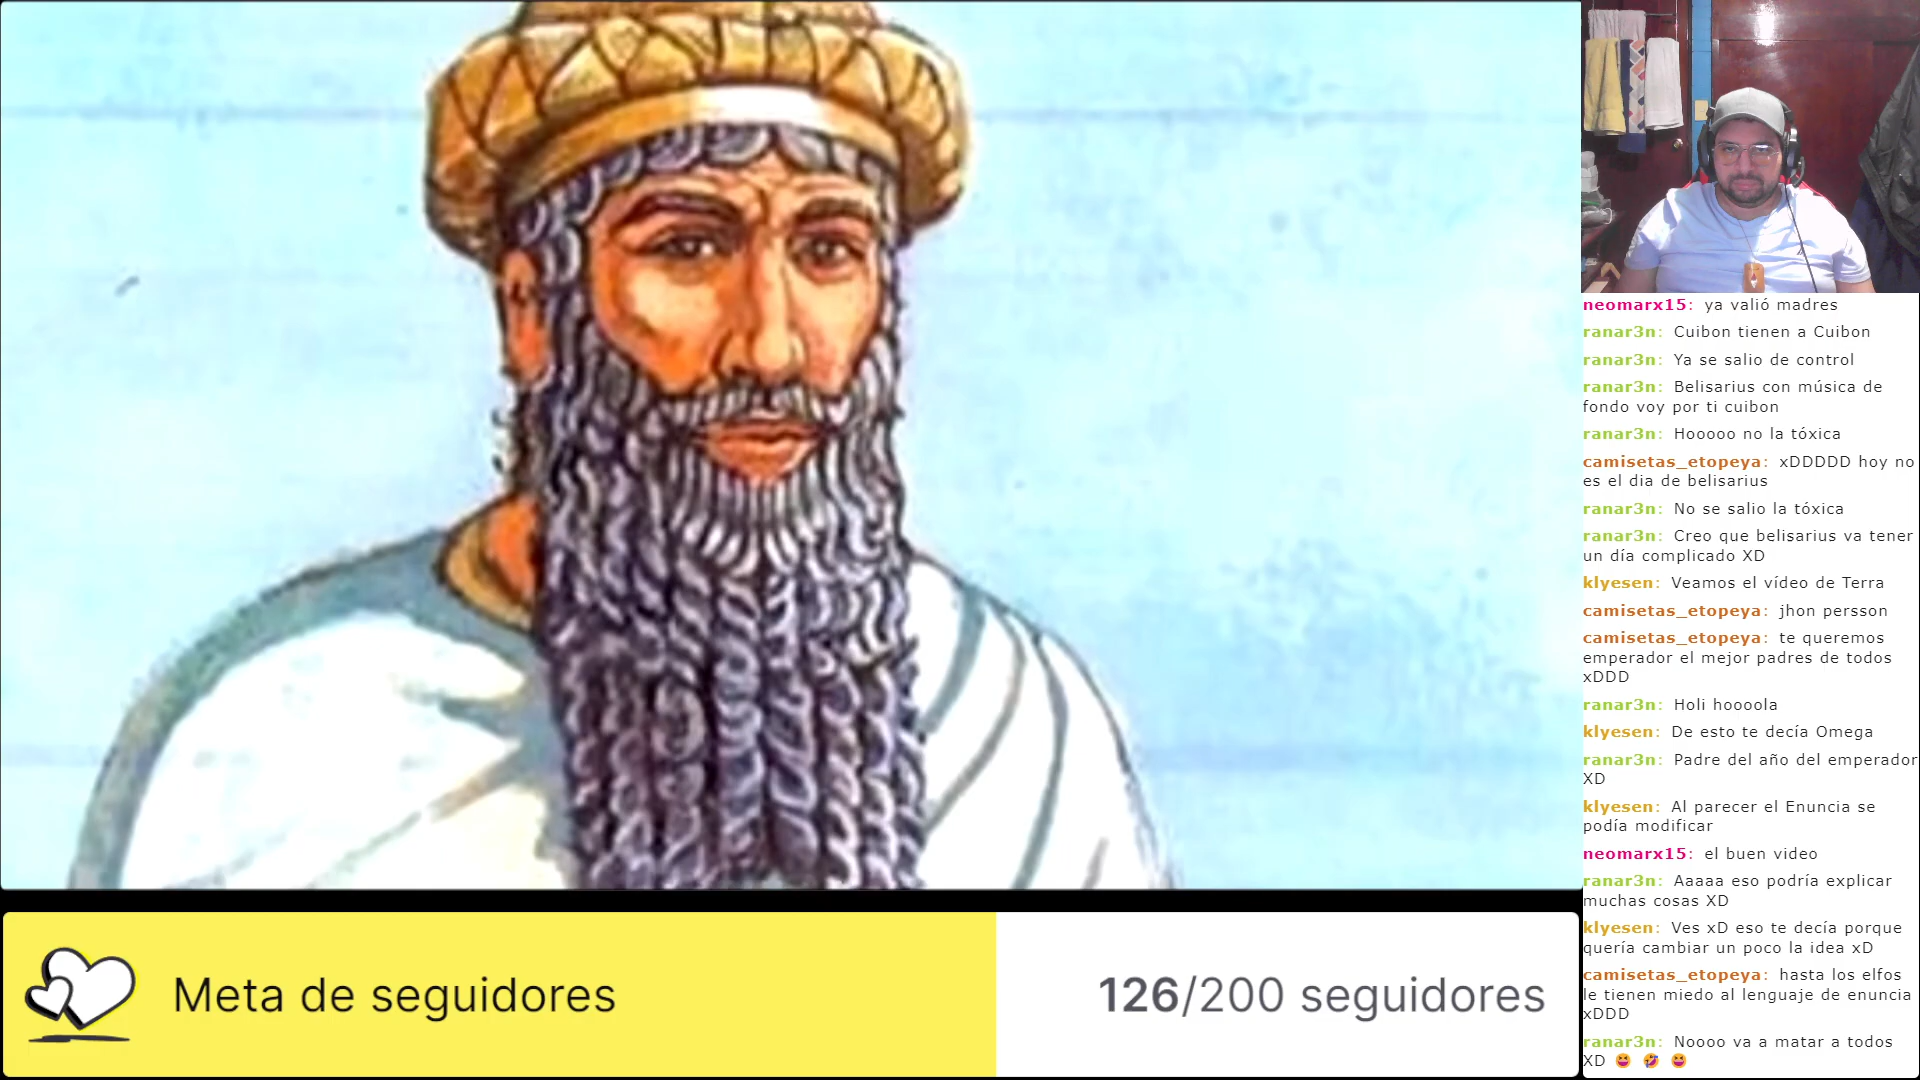 neomarx15: ya valió madres
ranar3n: Cuibon tienen a Cuibon
ranar3n: Ya se salio de control
ranar3n: Belisarius con música de
fondo voy por ti cuibon
ranar3n: Hooooo no la tóxica
camisetas_etopeya: xDDDDD hoy no
es el dia de belisarius
ranar3n: No se salio la tóxica
ranar3n: Creo que belisarius va tener
un día complicado XD
klyesen: Veamos el vídeo de Terra
camisetas_etopeya: jhon persson
camisetas_etopeya: te queremos
emperador el mejor padres de todos
xDDD
ranar3n: Holi hoooola
klyesen: De esto te decía Omega
ranar3n: Padre del año del emperador
XD
klyesen: Al parecer el Enuncia se
podía modificar
neomarx15: el buen video
ranar3n: Aaaaa eso podría explicar
muchas cosas XD
klyesen: Ves xD eso te decía porque
quería cambiar un poco la idea xD
camisetas_etopeya: hasta los elfos
le tienen miedo al lenguaje de enuncia
xDDD
ranar3n: Noooo va a matar a todos
XD 😆 🤣 😆
Meta de seguidores
126/200 seguidores